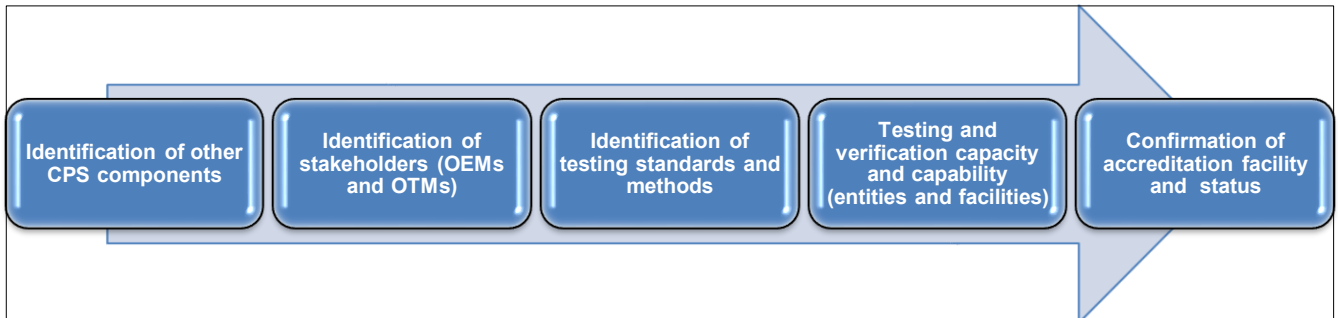 Identification of other
CPS components
Identification of
stakeholders (OEMs
and OTMs)
Identification of
testing standards and
methods
Testing and
verification capacity
and capability
(entities and facilities)
Confirmation of
accreditation facility
and status